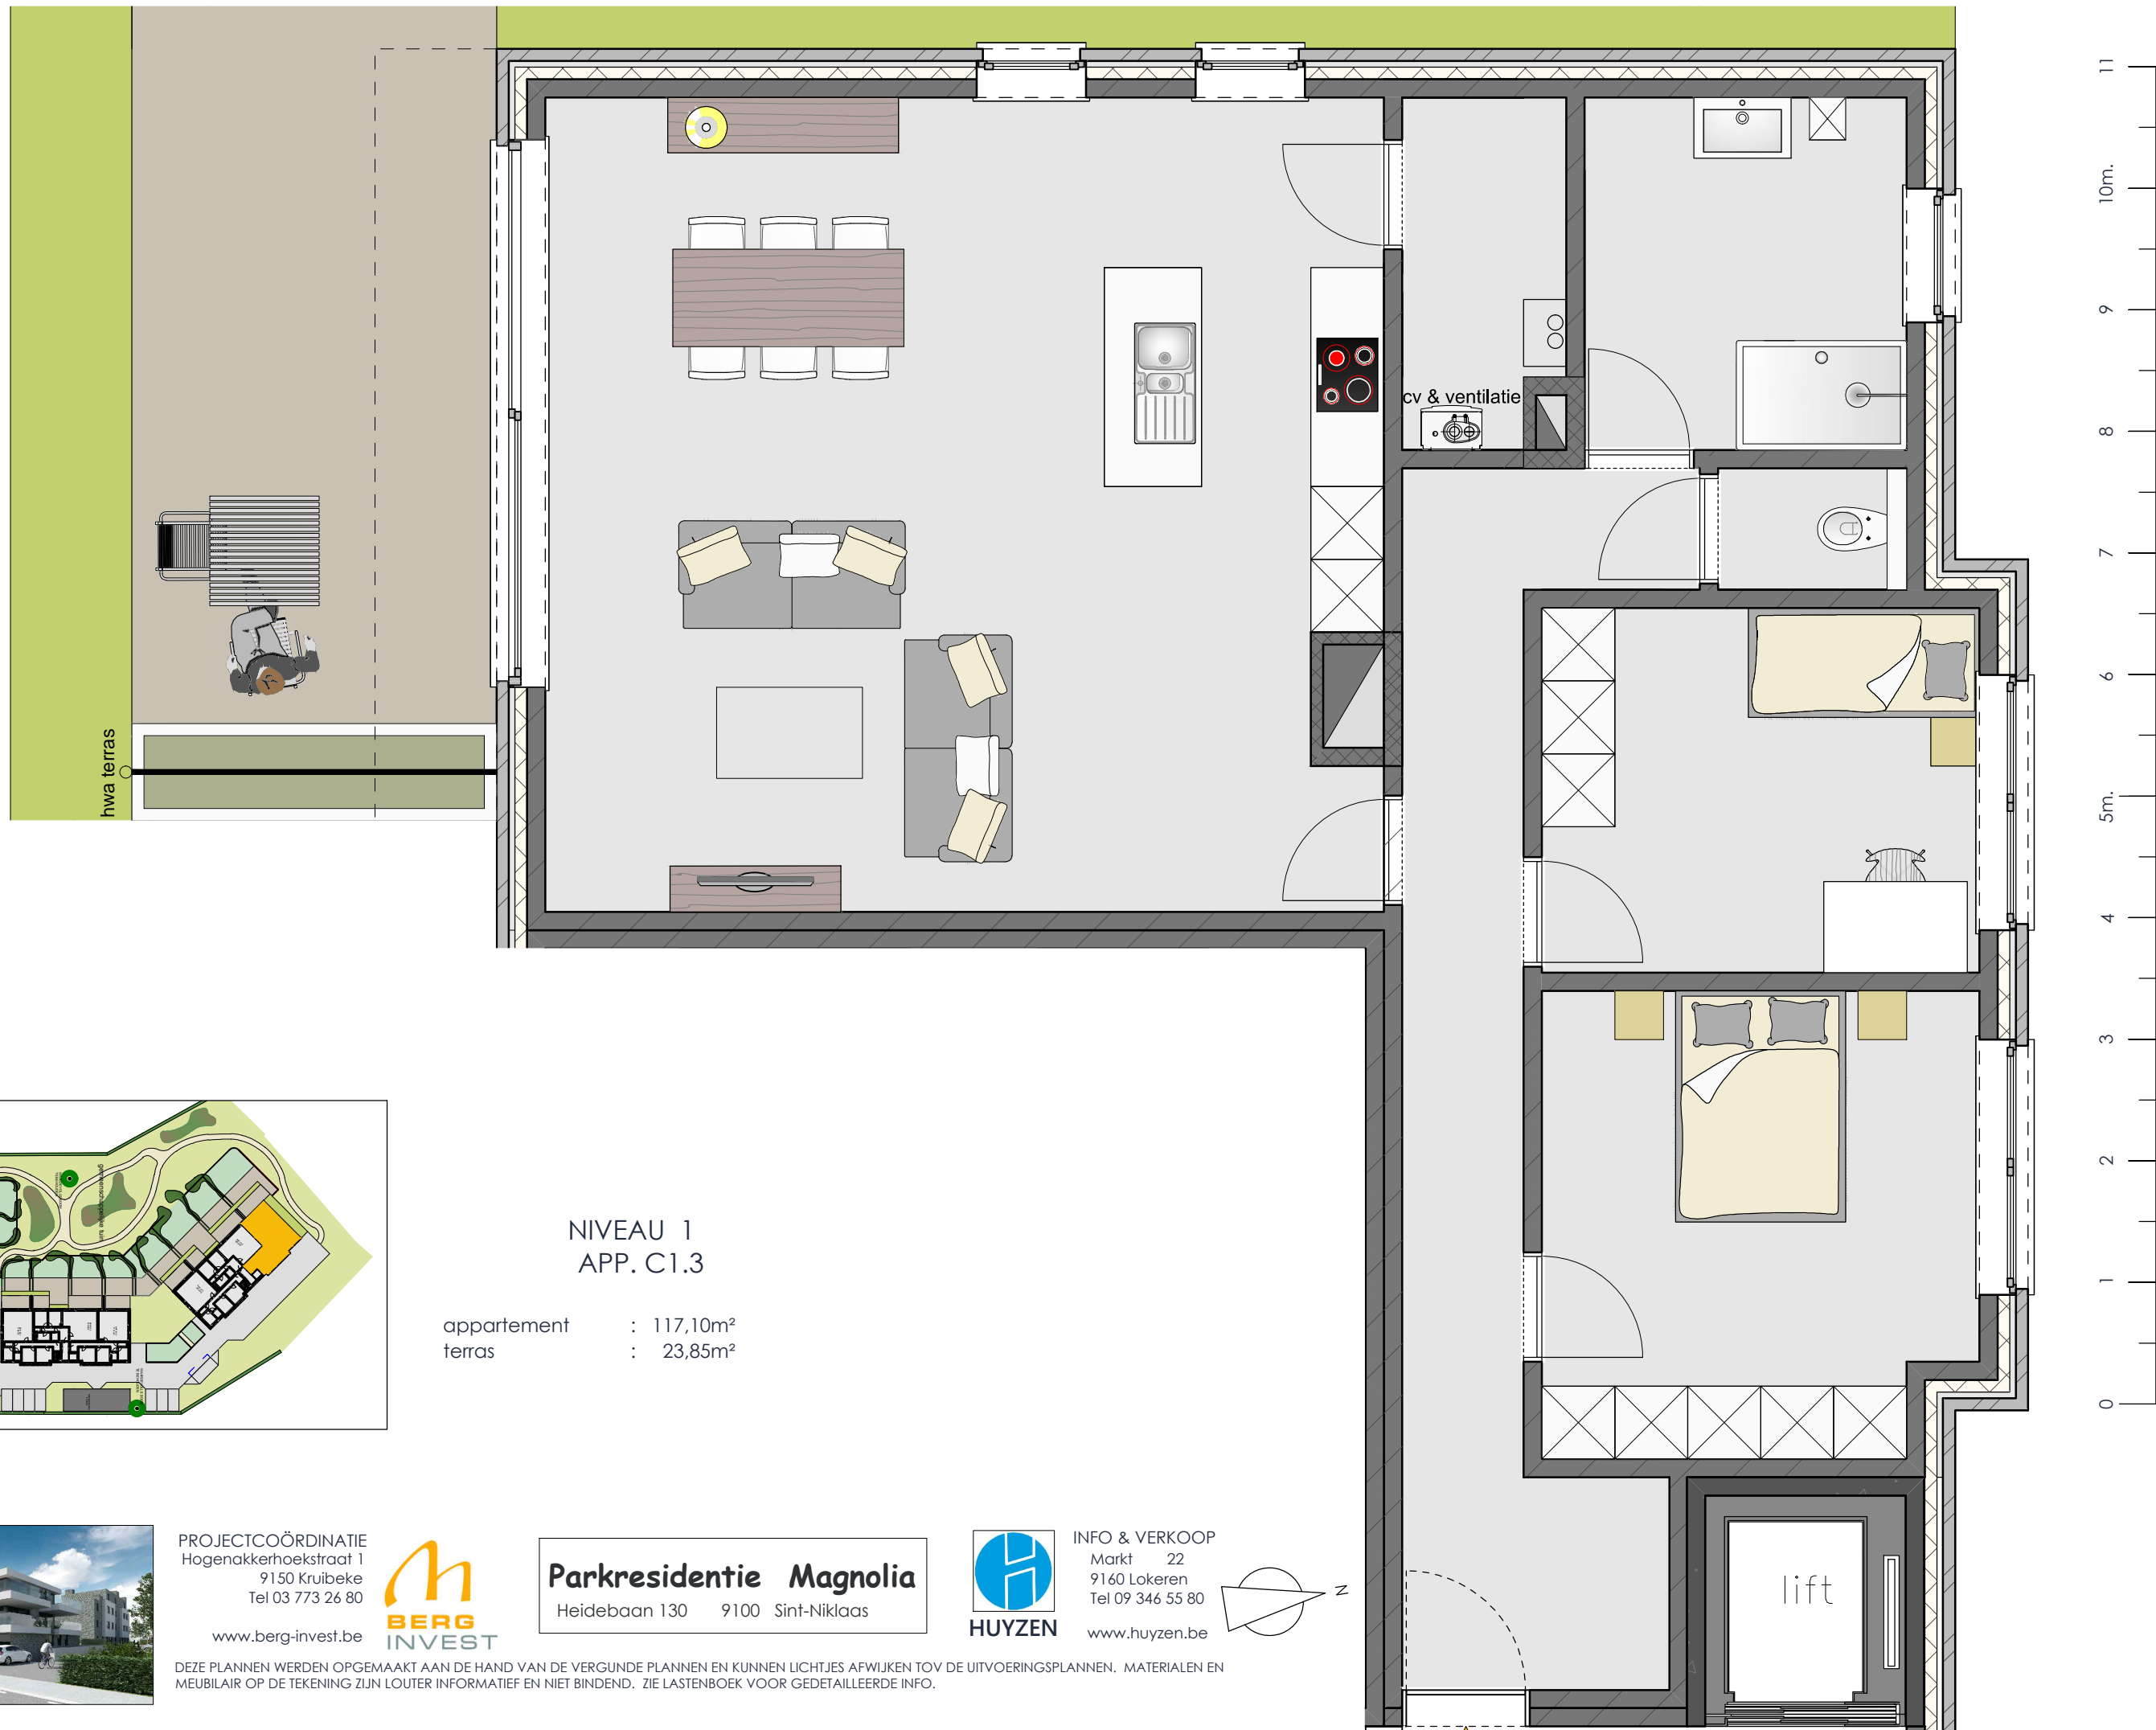 11
10m.
9
8
7
6
5m.
4
3
2
1
0
cv & ventilatie
hwa terras
gemeenschappelijke tuin
NIVEAU 1
APP. C1.3
appartement : 117,10m²
terras : 23,85m²
PROJECTCOÖRDINATIE
Hogenakkerhoekstraat 1
9150 Kruibeke
Tel 03 773 26 80
www.berg-invest.be
BERG
INVEST
Parkresidentie Magnolia
Heidebaan 130 9100 Sint-Niklaas
HUYZEN
INFO & VERKOOP
Markt 22
9160 Lokeren
Tel 09 346 55 80
www.huyzen.be
N
lift
DEZE PLANNEN WERDEN OPGEMAAKT AAN DE HAND VAN DE VERGUNDE PLANNEN EN KUNNEN LICHTJES AFWIJKEN TOV DE UITVOERINGSPLANNEN. MATERIALEN EN
MEUBILAIR OP DE TEKENING ZIJN LOUTER INFORMATIEF EN NIET BINDEND. ZIE LASTENBOEK VOOR GEDETAILLEERDE INFO.